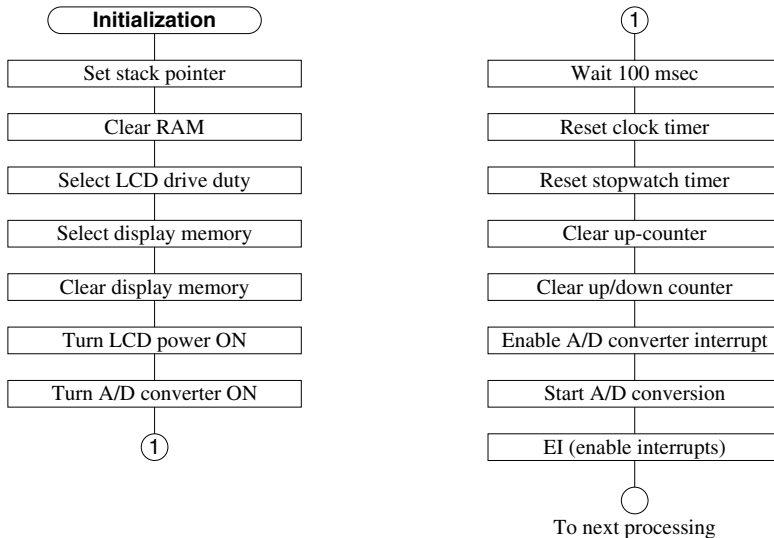 Initialization
Set stack pointer
Clear RAM
Select LCD drive duty
Select display memory
Clear display memory
Turn LCD power ON
Turn A/D converter ON
1
1
Wait 100 msec
Reset clock timer
Reset stopwatch timer
Clear up-counter
Clear up/down counter
Enable A/D converter interrupt
Start A/D conversion
EI (enable interrupts)
To next processing